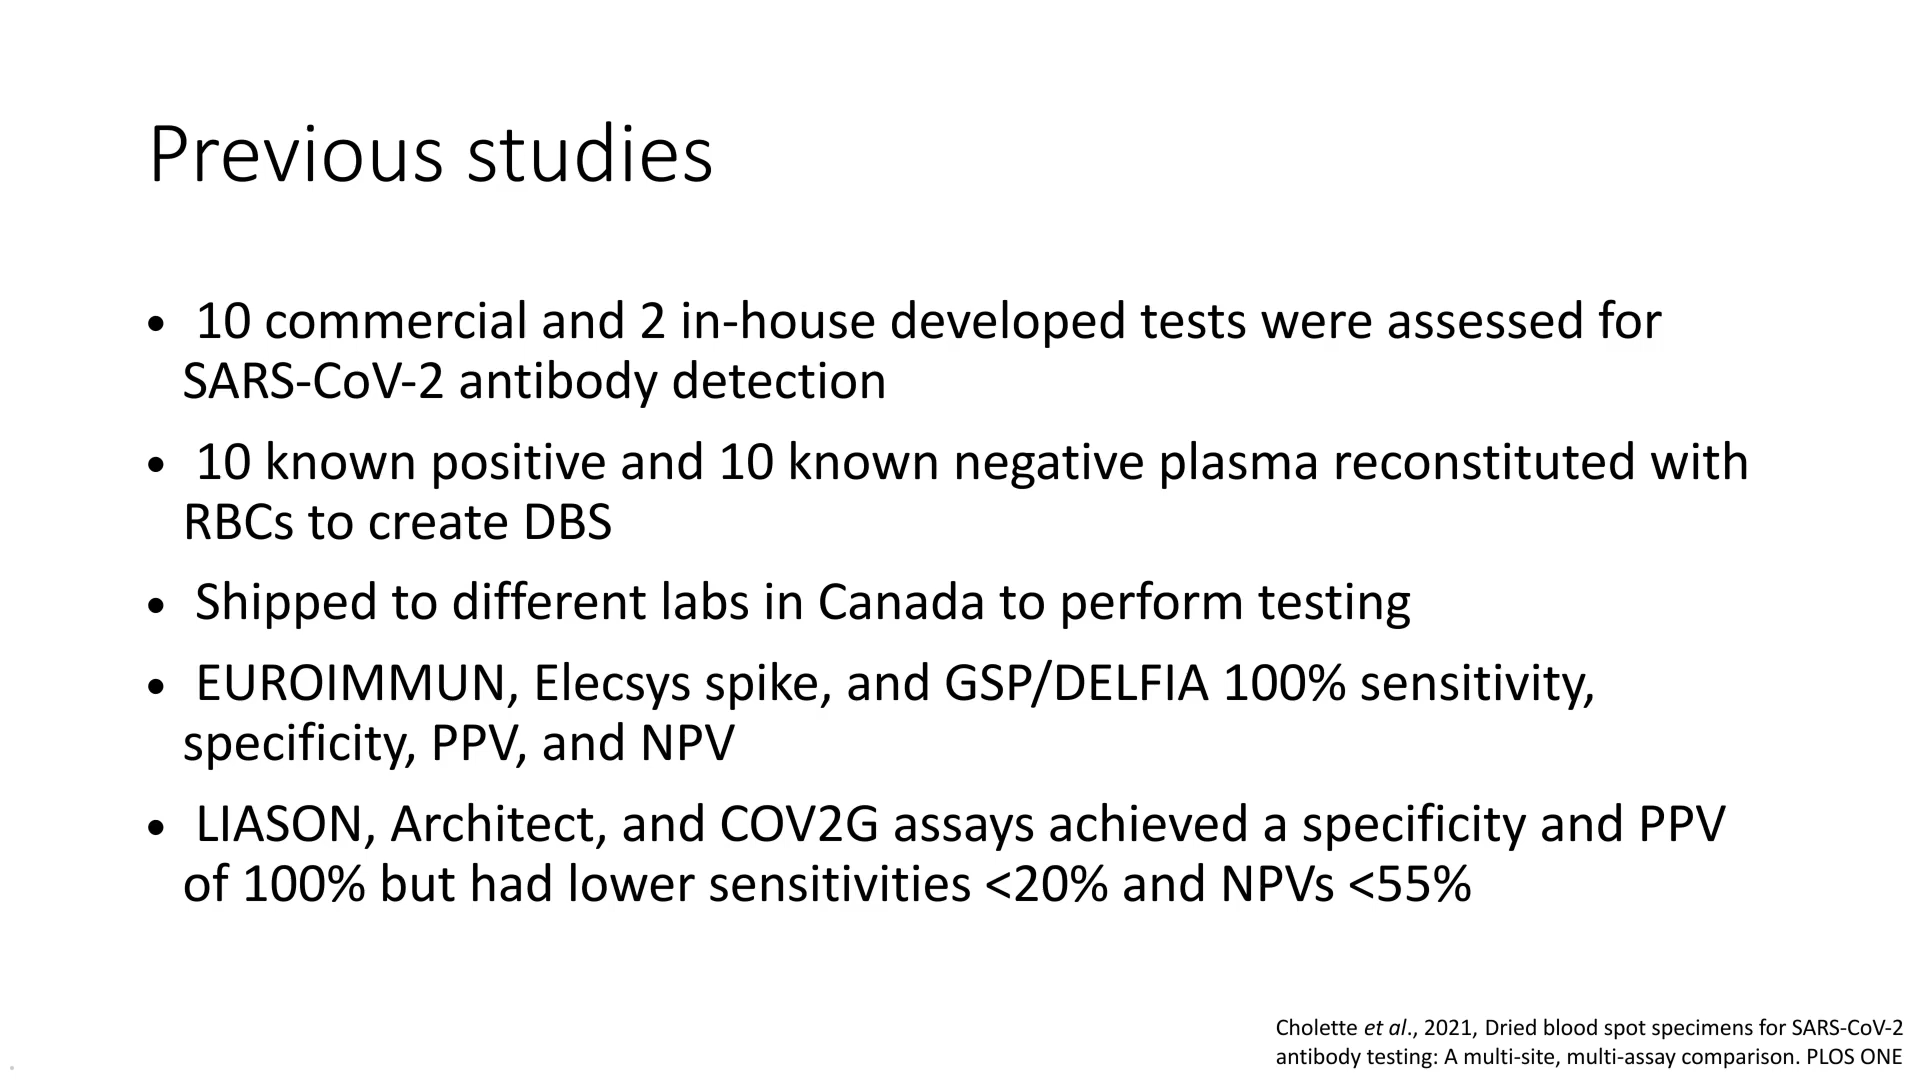 Previous studies
• 10 commercial and 2 in-house developed tests were assessed for
SARS-CoV-2 antibody detection
• 10 known positive and 10 known negative plasma reconstituted with
RBCs to create DBS
• Shipped to different labs in Canada to perform testing
• EUROIMMUN, Elecsys spike, and GSP/DELFIA 100% sensitivity,
specificity, PPV, and NPV
• LIASON, Architect, and COV2G assays achieved a specificity and PPV
of 100% but had lower sensitivities <20% and NPVs <55%
Cholette et al., 2021, Dried blood spot specimens for SARS-CoV-2
antibody testing: A multi-site, multi-assay comparison. PLOS ONE